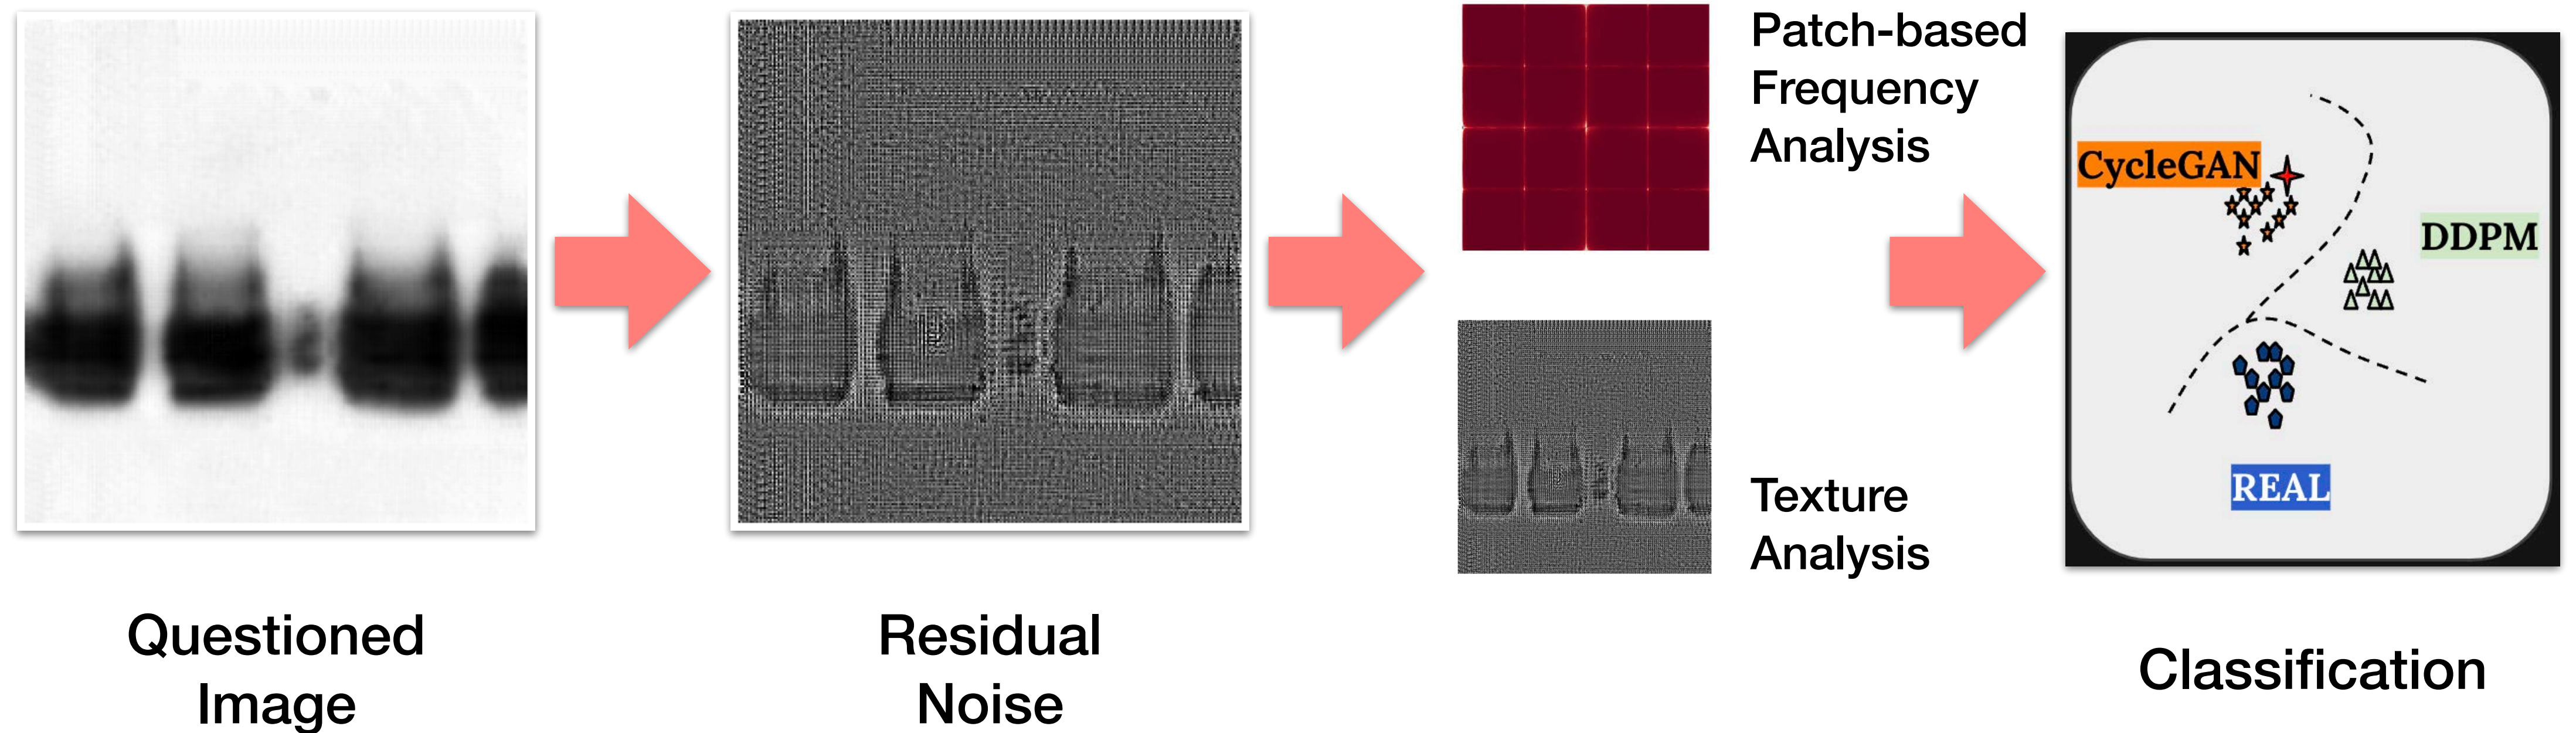 Questioned
Image
Residual
Noise
Patch-based
Frequency
Analysis
Texture
Analysis
CycleGAN
DDPM
REAL
Classification